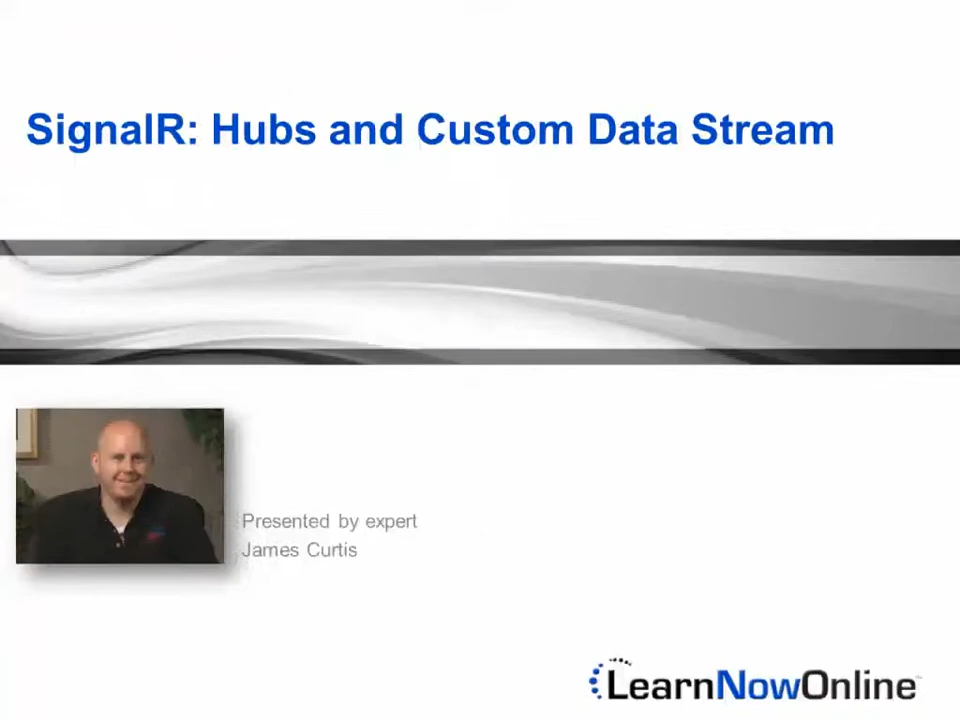 SignalR: Hubs and Custom Data Stream
Presented by expert
James Curtis
LearnNowOnline